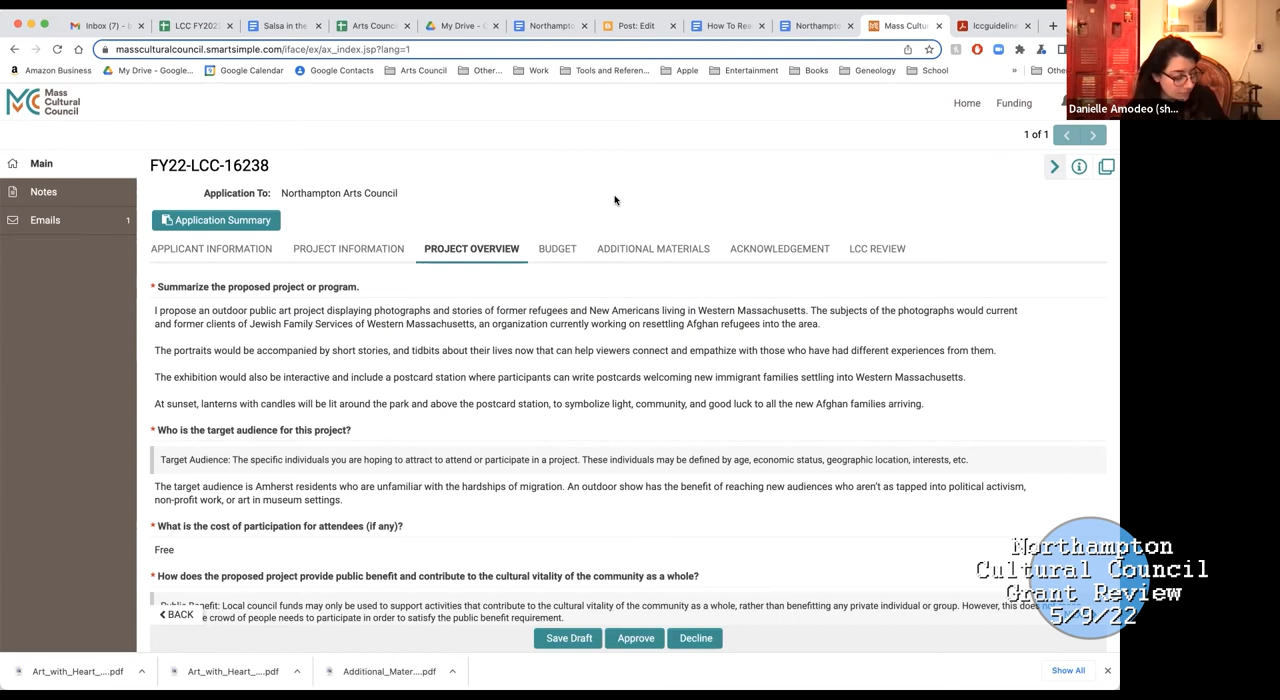 Inbox (7) - i
LCC FY202
Salsa in the
Arts Counci
My Drive - G
Northampto
Post: Edit
How To Rea
Northampto
Mass Cultu
lccguideline
massculturalcouncil.smartsimple.com/iface/ex/ax_index.jsp?lang=1
Amazon Business
My Drive - Google...
Google Calendar
Google Contacts
Arts Council
Other...
Work
Tools and Referen...
Apple
Entertainment
Books
Geneology
School
»
Othe
Danielle Amodeo (sh...
Mass
Cultural
Council
Home
Funding
1 of 1
Main
Notes
Emails 1
FY22-LCC-16238
Application To: Northampton Arts Council
Application Summary
APPLICANT INFORMATION
PROJECT INFORMATION
PROJECT OVERVIEW
BUDGET
ADDITIONAL MATERIALS
ACKNOWLEDGEMENT
LCC REVIEW
* Summarize the proposed project or program.
I propose an outdoor public art project displaying photographs and stories of former refugees and New Americans living in Western Massachusetts. The subjects of the photographs would current
and former clients of Jewish Family Services of Western Massachusetts, an organization currently working on resettling Afghan refugees into the area.
The portraits would be accompanied by short stories, and tidbits about their lives now that can help viewers connect and empathize with those who have had different experiences from them.
The exhibition would also be interactive and include a postcard station where participants can write postcards welcoming new immigrant families settling into Western Massachusetts.
At sunset, lanterns with candles will be lit around the park and above the postcard station, to symbolize light, community, and good luck to all the new Afghan families arriving.
* Who is the target audience for this project?
Target Audience: The specific individuals you are hoping to attract to attend or participate in a project. These individuals may be defined by age, economic status, geographic location, interests, etc.
The target audience is Amherst residents who are unfamiliar with the hardships of migration. An outdoor show has the benefit of reaching new audiences who aren't as tapped into political activism,
non-profit work, or art in museum settings.
* What is the cost of participation for attendees (if any)?
Free
* How does the proposed project provide public benefit and contribute to the cultural vitality of the community as a whole?
Public Benefit: Local council funds may only be used to support activities that contribute to the cultural vitality of the community as a whole, rather than benefitting any private individual or group. However, this does
crowd of people needs to participate in order to satisfy the public benefit requirement.
BACK
Save Draft
Approve
Decline
Northampton
Cultural Council
Grant Review
5/9/22
Art_with_Heart_....pdf
Art_with_Heart_....pdf
Additional_Mater....pdf
Show All